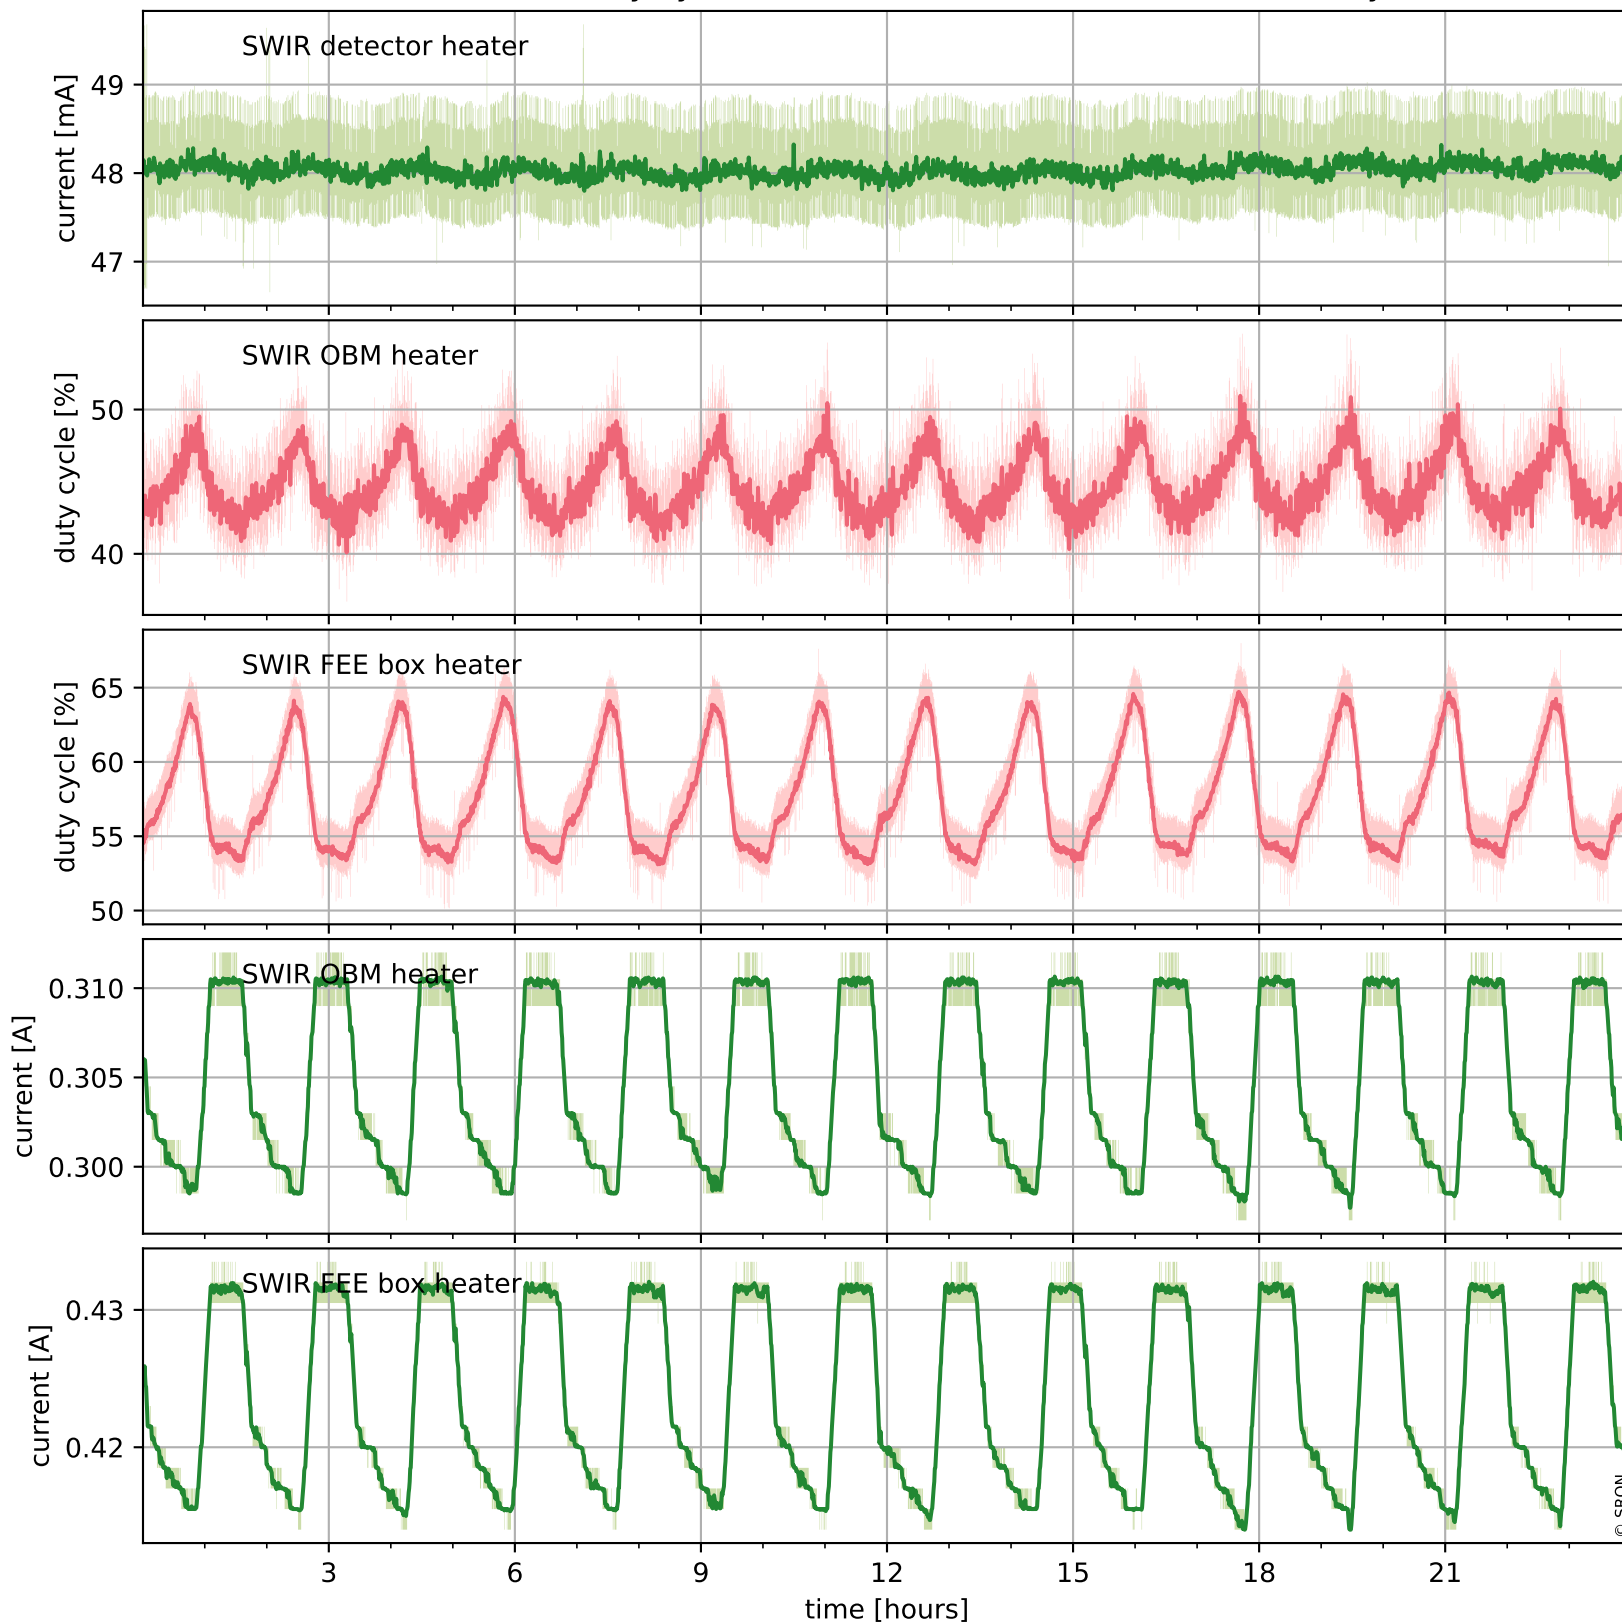 SWIR detector heater
current [mA]
49
48
47
SWIR OBM heater
duty cycle [%]
50
40
SWIR FEE box heater
duty cycle [%]
65
60
55
50
SWIR OBM heater
current [A]
0.310
0.305
0.300
SWIR FEE box heater
current [A]
0.43
0.42
3 6 9 12 15 18 21
time [hours]
© SRON